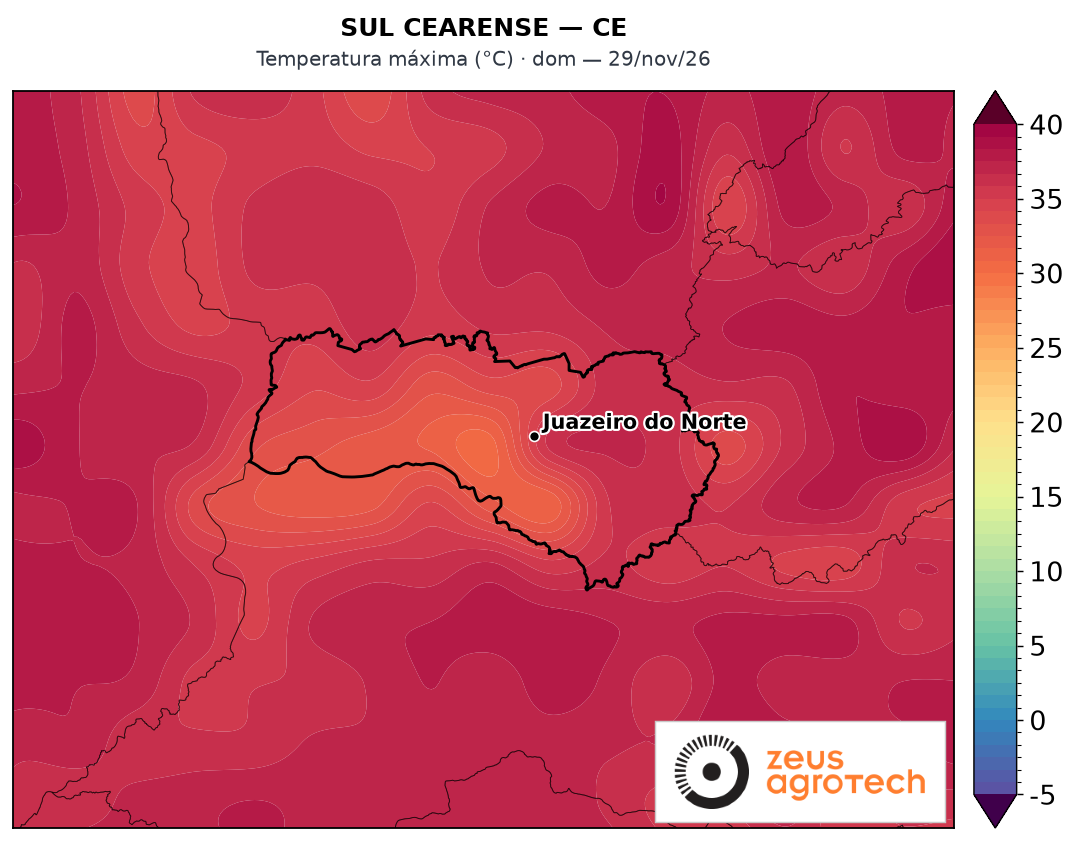 SUL CEARENSE — CE
Temperatura máxima (°C) · dom — 29/nov/26
Juazeiro do Norte
40
35
30
25
20
15
10
5
0
-5
zeus
agrotech